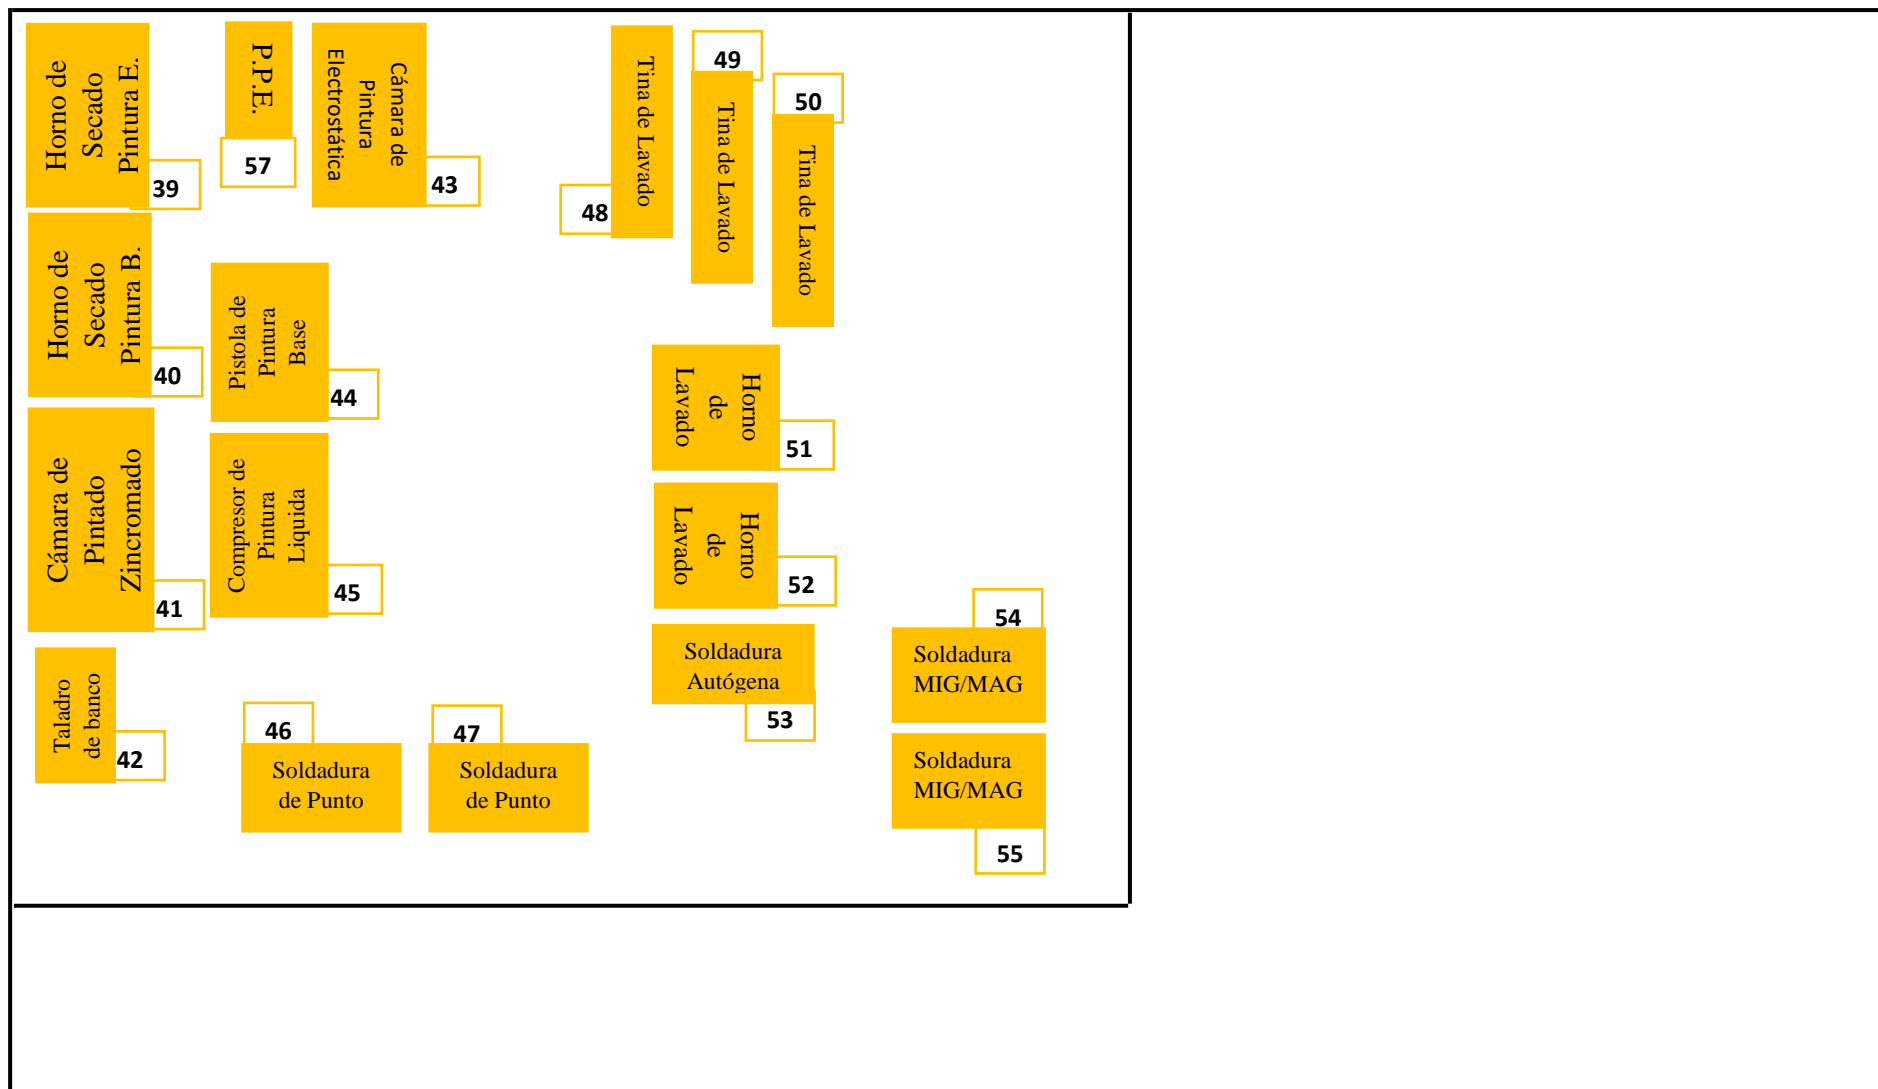 Horno de
Secado
Pintura E.
39
P.P.E.
57
Cámara de
Pintura
Electrostática
43
Tina de Lavado
48
49
Tina de Lavado
50
Tina de Lavado
Horno de
Secado
Pintura B.
40
Pistola de
Pintura
Base
44
Horno
de
Lavado
51
Cámara de
Pintado
Zincromado
41
Compresor de
Pintura
Liquida
45
Horno
de
Lavado
52
Taladro
de banco
42
46
Soldadura
de Punto
47
Soldadura
de Punto
Soldadura
Autógena
53
54
Soldadura
MIG/MAG
Soldadura
MIG/MAG
55